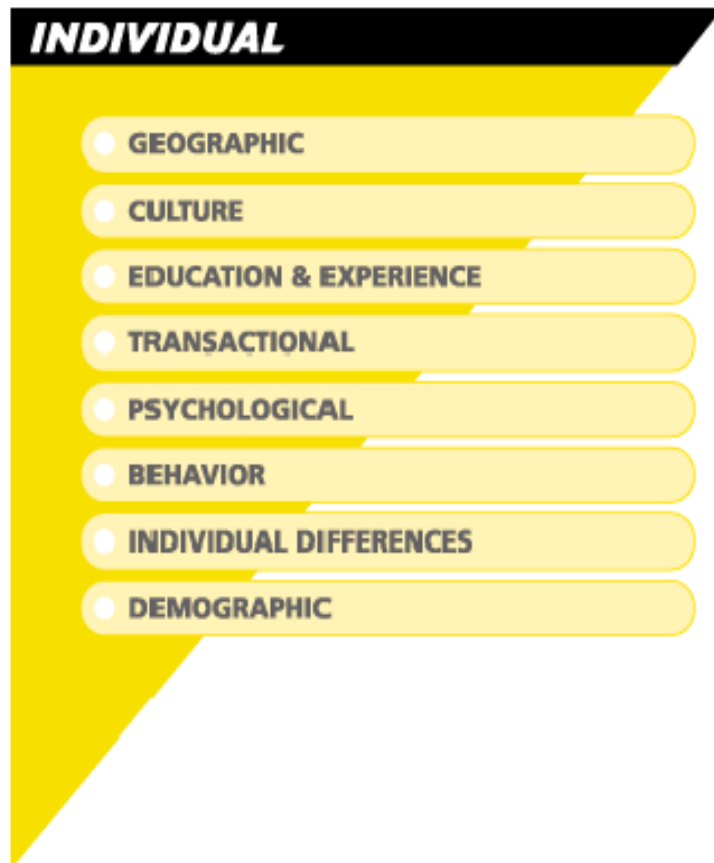 INDIVIDUAL
GEOGRAPHIC
CULTURE
EDUCATION & EXPERIENCE
TRANSACTIONAL
PSYCHOLOGICAL
BEHAVIOR
INDIVIDUAL DIFFERENCES
DEMOGRAPHIC